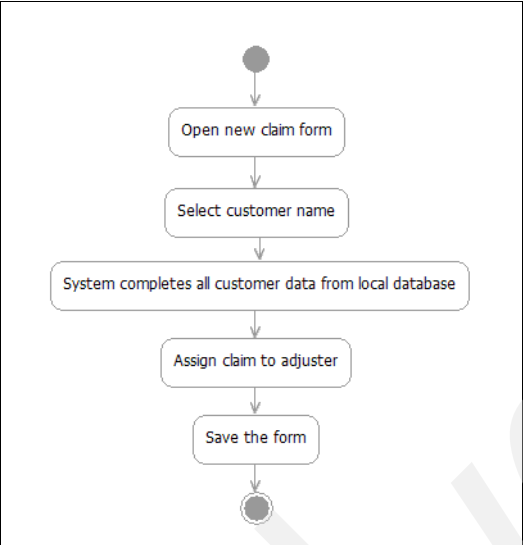 Open new claim form
Select customer name
System completes all customer data from local database
Assign claim to adjuster
Save the form